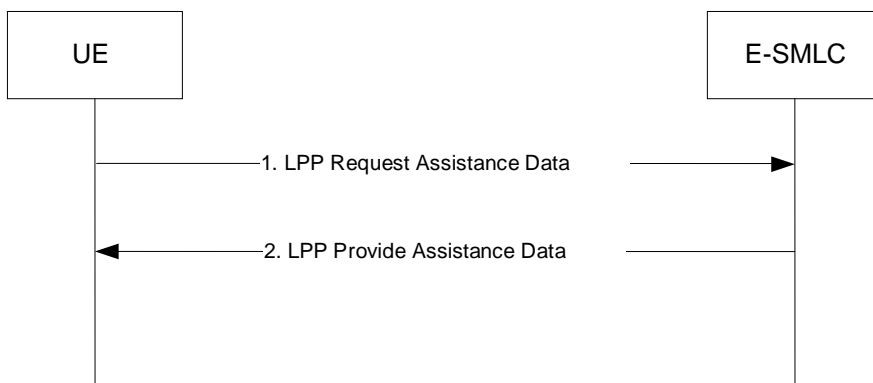 UE
E-SMLC
1. LPP Request Assistance Data
2. LPP Provide Assistance Data